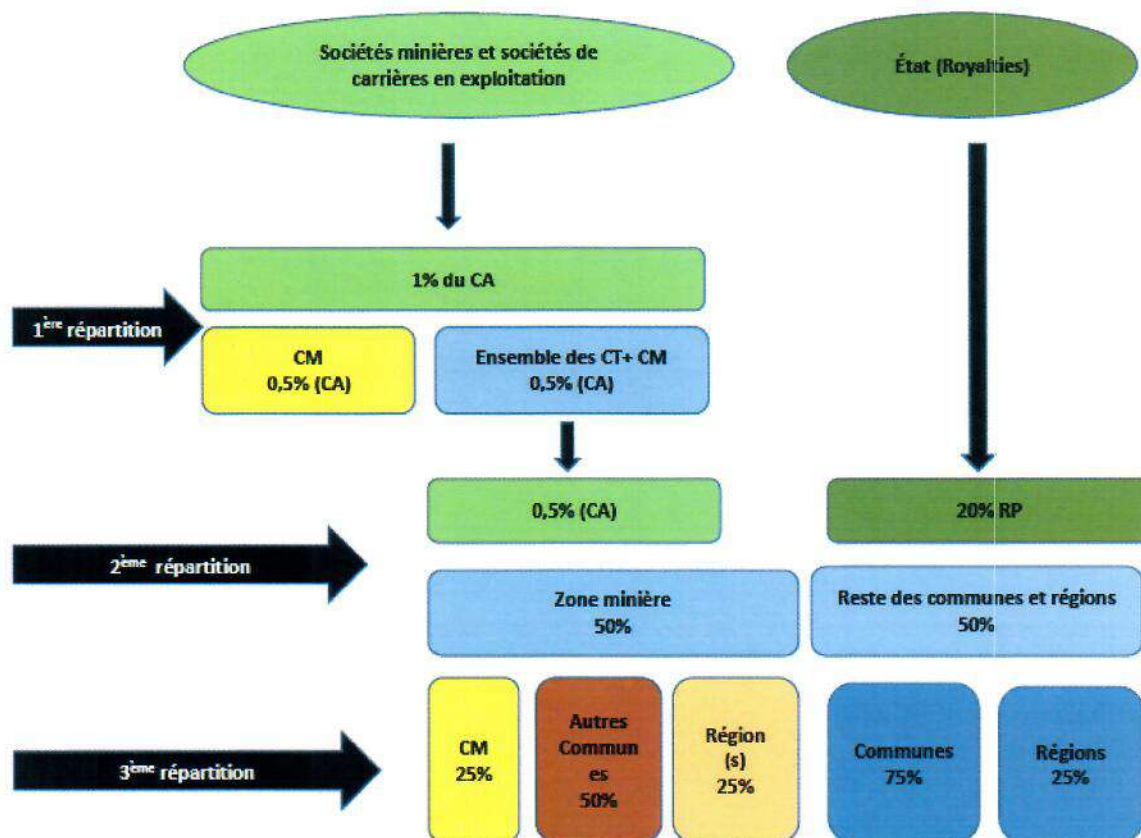 Sociétés minières et sociétés de
carrières en exploitation
État (Royalties)
1% du CA
1ère répartition
CM
0,5% (CA)
Ensemble des CT+ CM
0,5% (CA)
0,5% (CA)
20% RP
2ème répartition
Zone minière
50%
Reste des communes et régions
50%
3ème répartition
CM
25%
Autres
Commun
es
50%
Région
(s)
25%
Communes
75%
Régions
25%